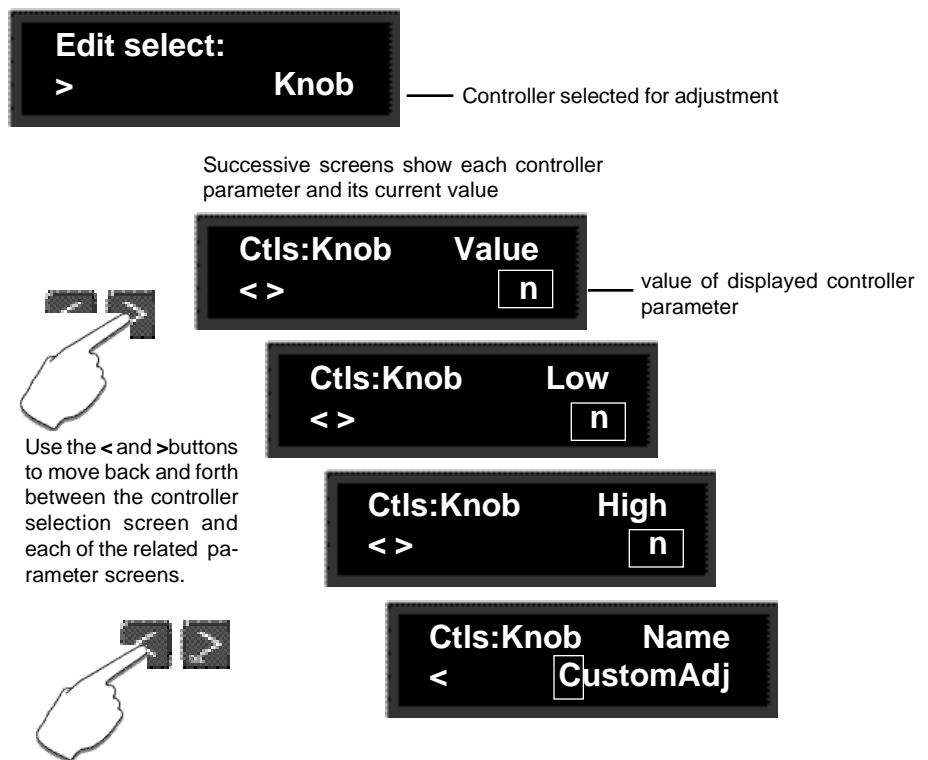 Edit select:
> Knob
Controller selected for adjustment
Successive screens show each controller
parameter and its current value
Ctls:Knob Value
< > n
value of displayed controller
parameter
Ctls:Knob Low
< > n
Use the < and >buttons
to move back and forth
between the controller
selection screen and
each of the related pa-
rameter screens.
Ctls:Knob High
< > n
Ctls:Knob Name
< CustomAdj
< >
< >